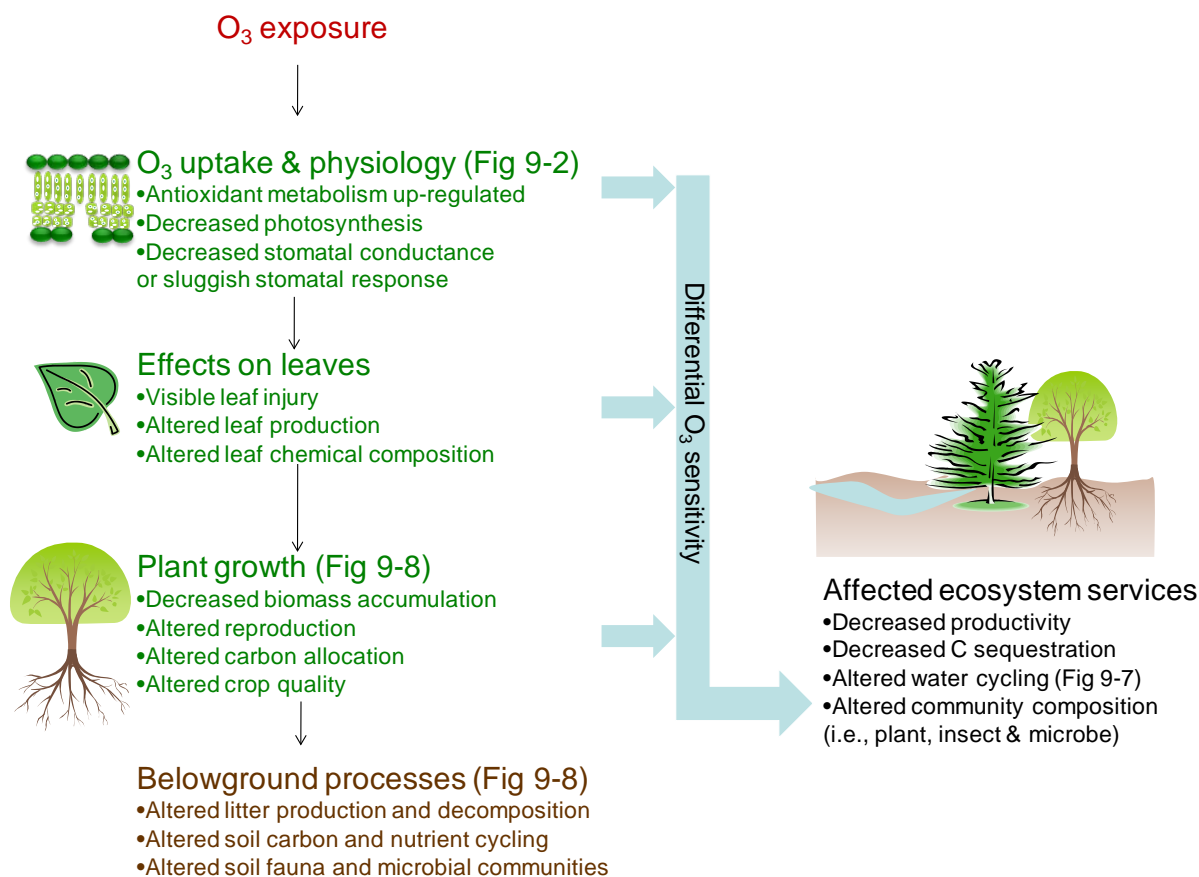 O₃ exposure
O₃ uptake & physiology (Fig 9-2)
•Antioxidant metabolism up-regulated
•Decreased photosynthesis
•Decreased stomatal conductance
or sluggish stomatal response
Effects on leaves
•Visible leaf injury
•Altered leaf production
•Altered leaf chemical composition
Plant growth (Fig 9-8)
•Decreased biomass accumulation
•Altered reproduction
•Altered carbon allocation
•Altered crop quality
Belowground processes (Fig 9-8)
•Altered litter production and decomposition
•Altered soil carbon and nutrient cycling
•Altered soil fauna and microbial communities
Differential O₃ sensitivity
Affected ecosystem services
•Decreased productivity
•Decreased C sequestration
•Altered water cycling (Fig 9-7)
•Altered community composition
(i.e., plant, insect & microbe)